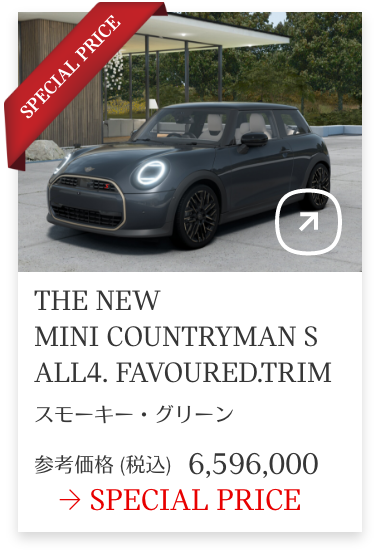 SPECIAL PRICE
THE NEW
MINI COUNTRYMAN S
ALL4. FAVOURED.TRIM
スモーキー・グリーン
参考価格 (税込) 6,596,000
→ SPECIAL PRICE